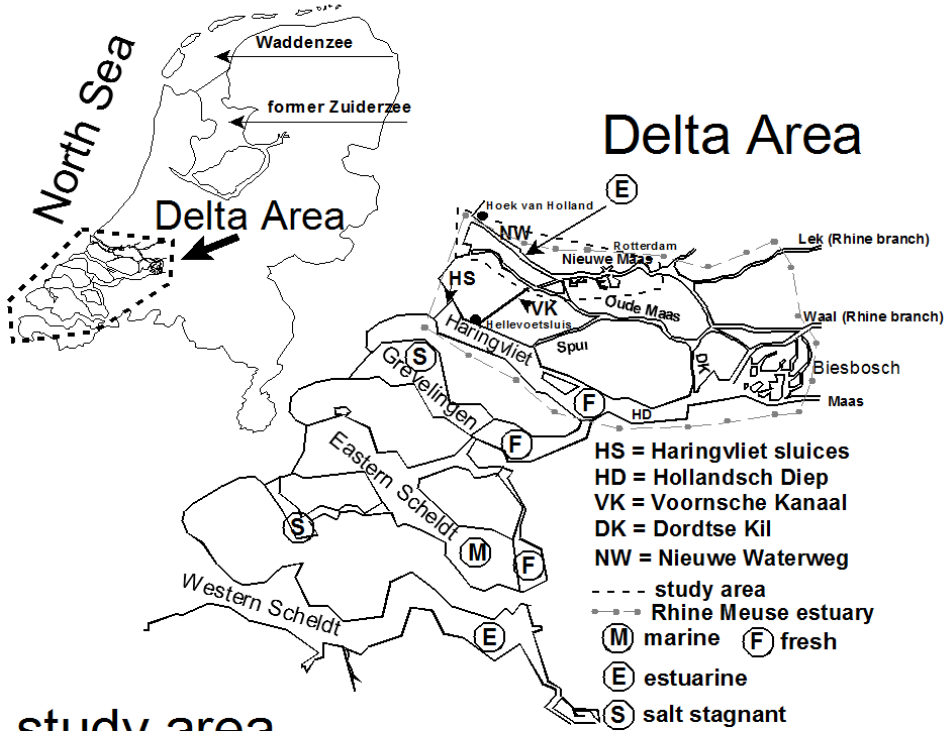 Waddenzee
former Zuiderzee
North Sea
Delta Area
Delta Area
E
Hoek van Holland
NW
Rotterdam
Nieuwe Maas
Lek (Rhine branch)
HS
VK
Oude Maas
Hellevoetsluis
Waal (Rhine branch)
Haringvliet
Spui
DK
Biesbosch
Maas
S
Grevelingen
F
HD
F
Eastern Scheldt
S
M
F
Western Scheldt
E
HS = Haringvliet sluices
HD = Hollandsch Diep
VK = Voornsche Kanaal
DK = Dordtse Kil
NW = Nieuwe Waterweg
study area
Rhine Meuse estuary
M marine F fresh
E estuarine
S salt stagnant
study area